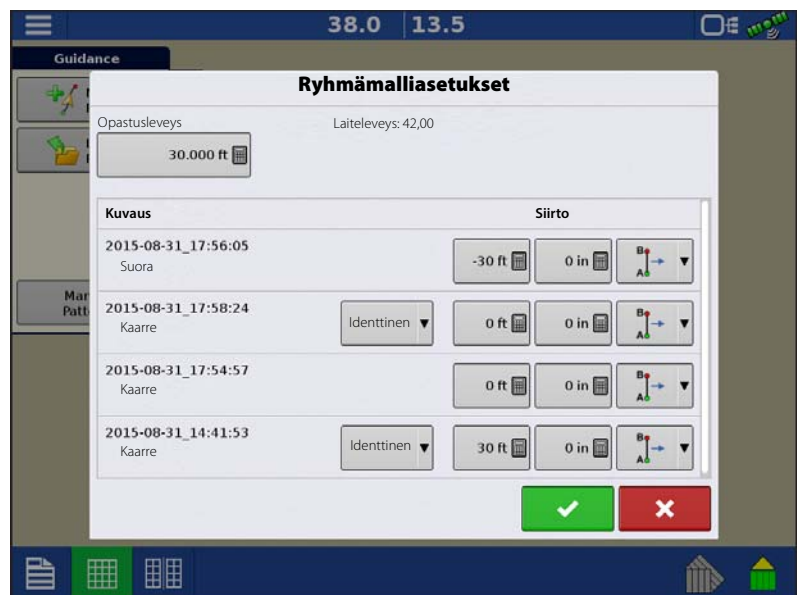 38.0 13.5
Guidance
Ryhmämalliasetukset
Opastusleveys Laiteleveys: 42,00
30.000 ft
Kuvaus Siirto
2015-08-31_17:56:05
Suora
-30 ft 0 in B A
2015-08-31_17:58:24
Kaarre
Identtinen 0 ft 0 in B A
2015-08-31_17:54:57
Kaarre
0 ft 0 in B A
2015-08-31_14:41:53
Kaarre
Identtinen 30 ft 0 in B A